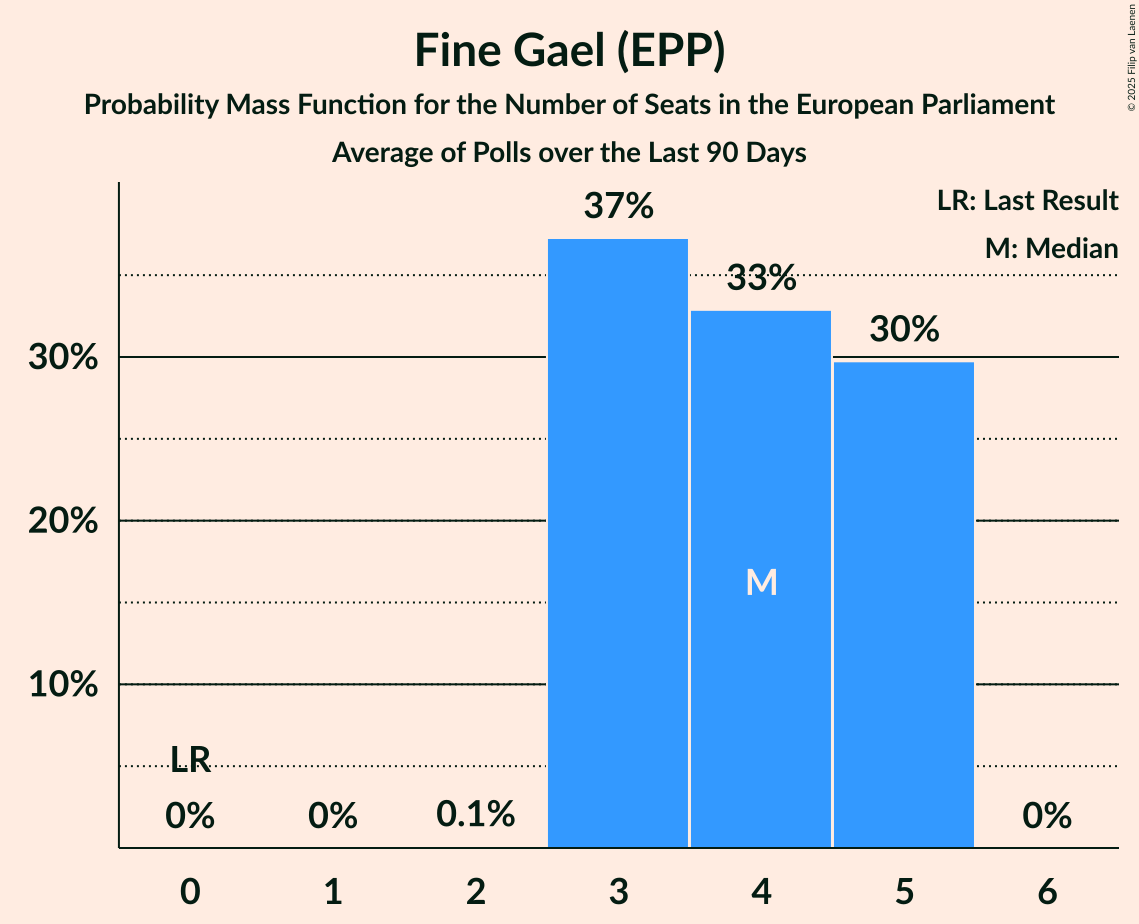 Fine Gael (EPP)
Probability Mass Function for the Number of Seats in the European Parliament
Average of Polls over the Last 90 Days
© 2025 Filip van Laenen
LR: Last Result
M: Median
37%
33%
30%
30%
20%
10%
M
LR
0%
0%
0.1%
0%
0 1 2 3 4 5 6